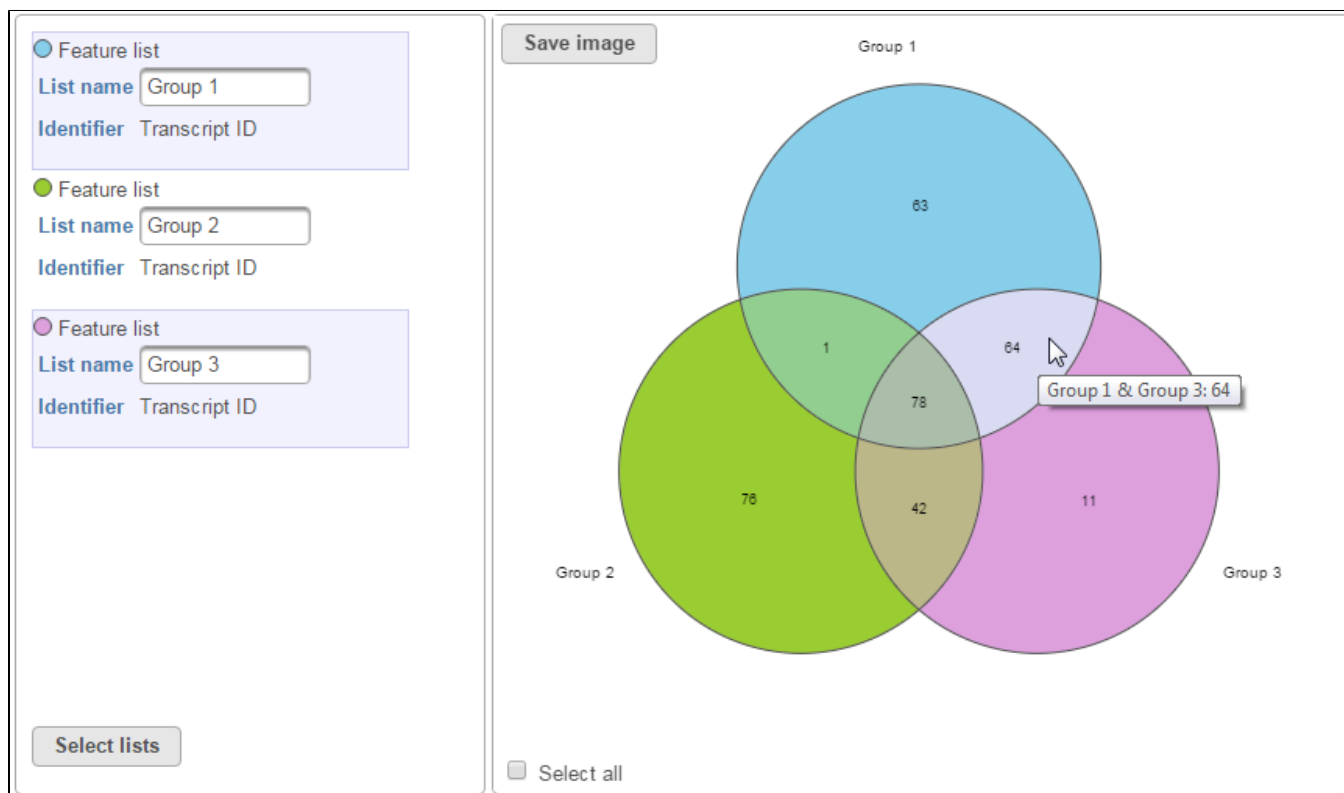 Feature list
List name Group 1
Identifier Transcript ID
Feature list
List name Group 2
Identifier Transcript ID
Feature list
List name Group 3
Identifier Transcript ID
Select lists
Save image
Group 1
63
1
64
Group 1 & Group 3: 64
78
76
42
11
Group 2
Group 3
Select all